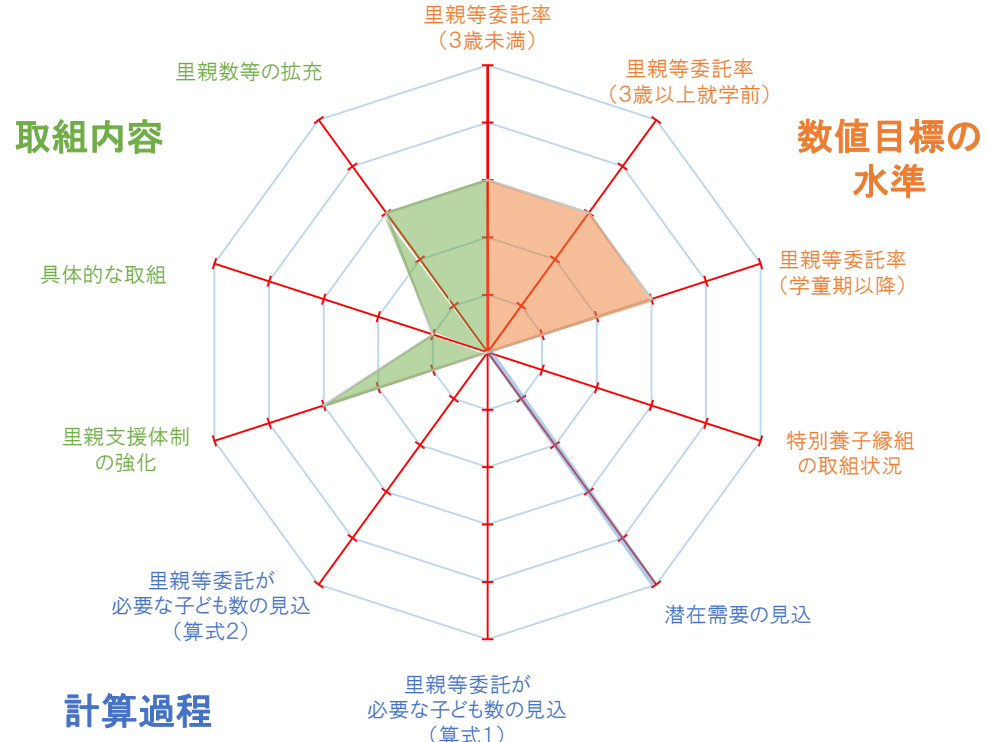 里親等委託率
（3歳未満）
里親等委託率
（3歳以上就学前）
里親数等の拡充
取組内容
数値目標の
水準
里親等委託率
（学童期以降）
具体的な取組
里親支援体制
の強化
特別養子縁組
の取組状況
里親等委託が
必要な子ども数の見込
（算式2）
潜在需要の見込
里親等委託が
必要な子ども数の見込
（算式1）
計算過程